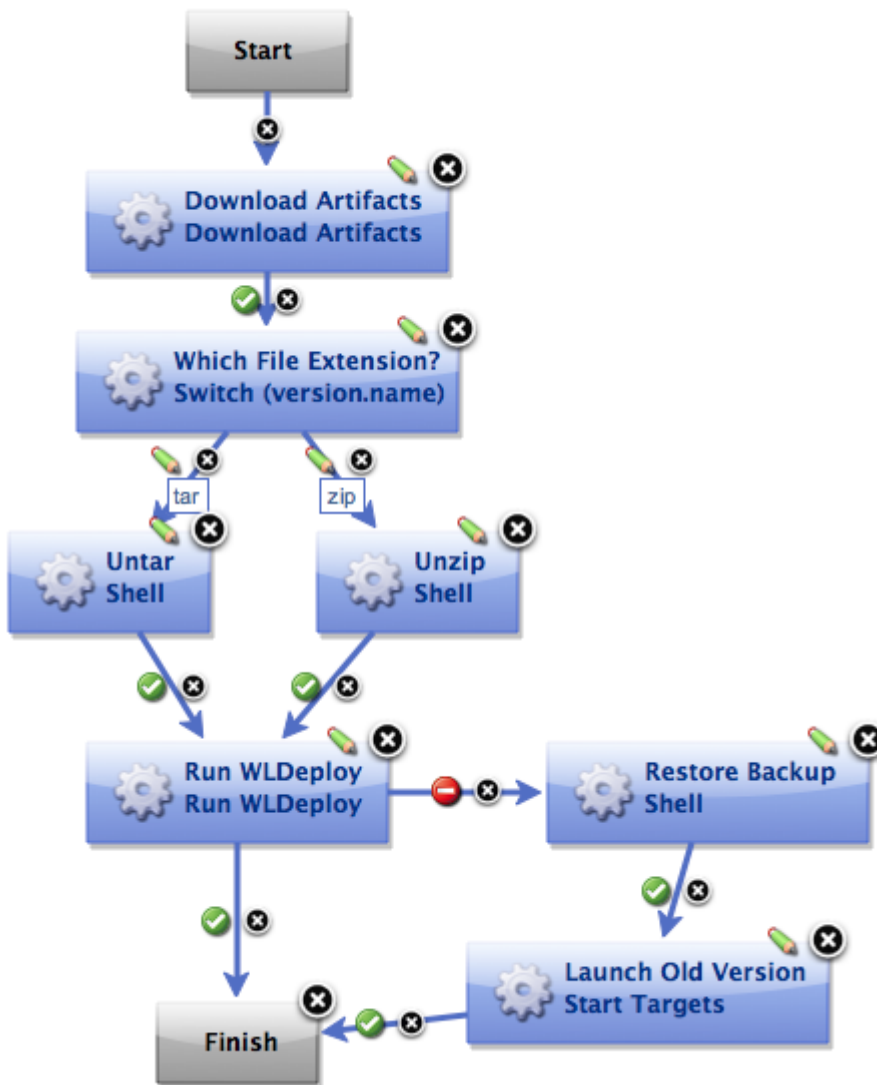 Start
Download Artifacts
Download Artifacts
Which File Extension?
Switch (version.name)
tar
zip
Untar
Shell
Unzip
Shell
Run WLDeploy
Run WLDeploy
Restore Backup
Shell
Launch Old Version
Start Targets
Finish